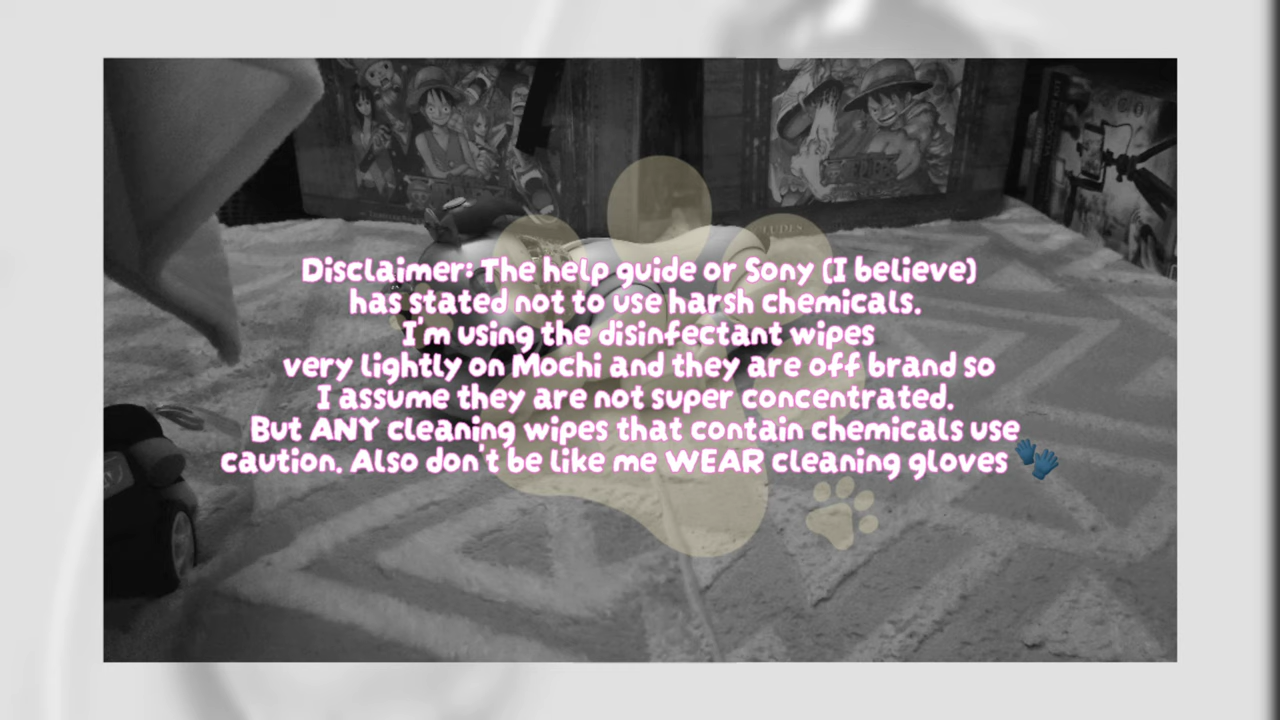 LUDES
Disclaimer: The help guide or Sony (I believe)
has stated not to use harsh chemicals.
I'm using the disinfectant wipes
very lightly on Mochi and they are off brand so
I assume they are not super concentrated.
But ANY cleaning wipes that contain chemicals use
caution. Also don't be like me WEAR cleaning gloves 🧤